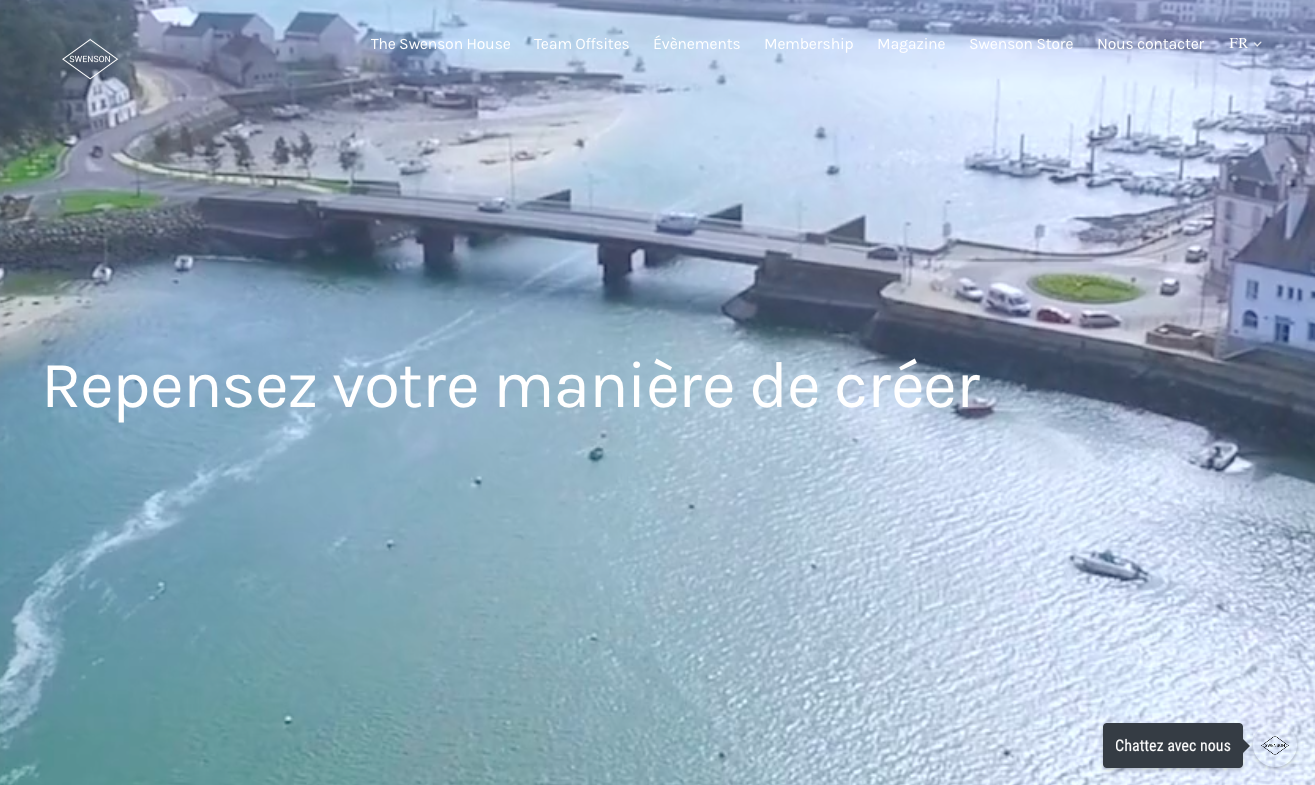 SWENSON
The Swenson House Team Offsites Évènements Membership Magazine Swenson Store Nous contacter FR
Repensez votre manière de créer
Chattez avec nous
SWENSON